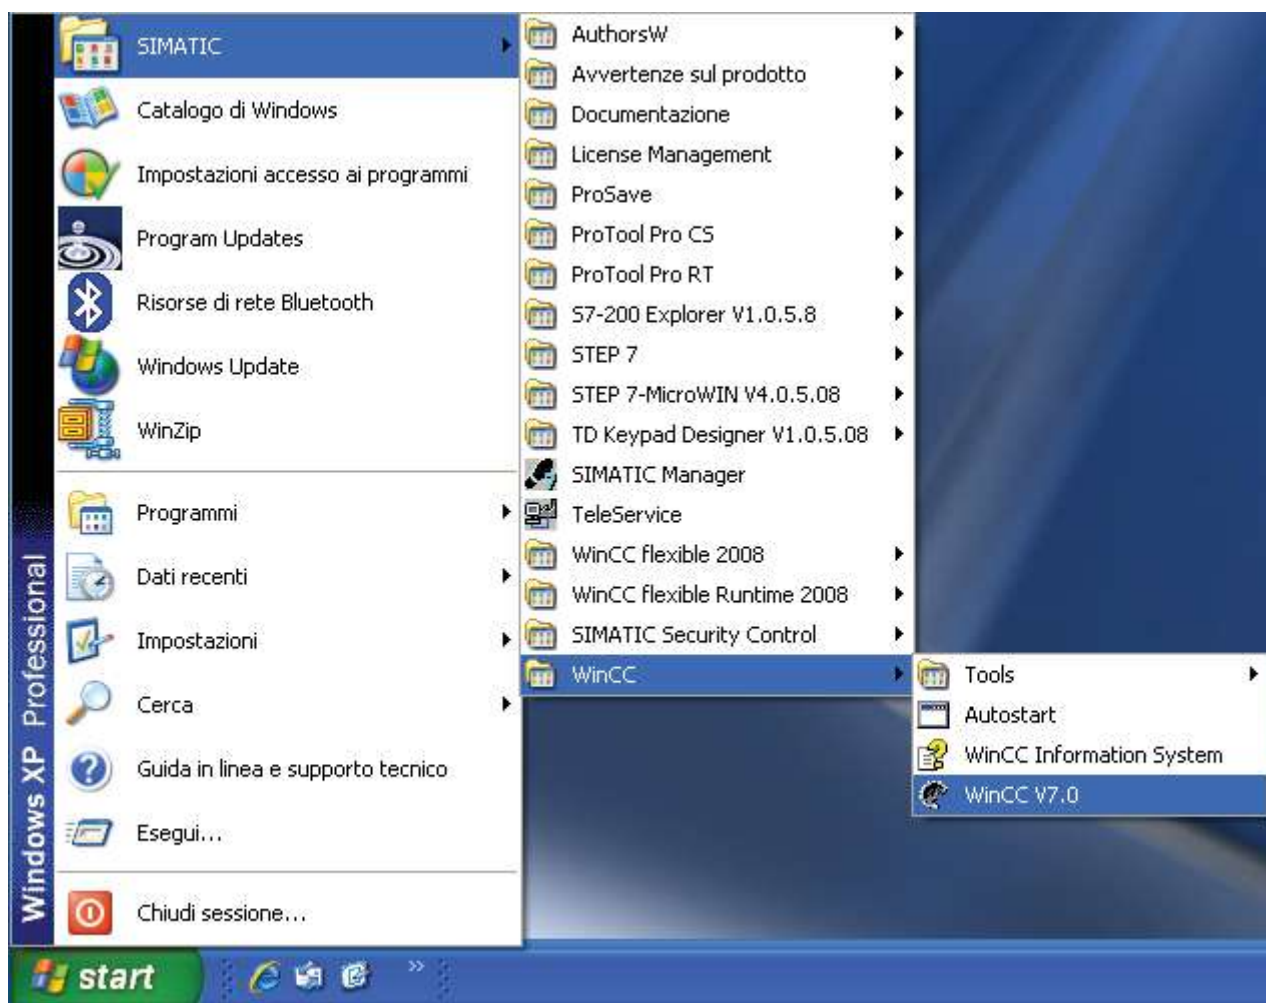 SIMATIC
Catalogo di Windows
Impostazioni accesso ai programmi
Program Updates
Risorse di rete Bluetooth
Windows Update
WinZip
Programmi
Dati recenti
Impostazioni
Cerca
Guida in linea e supporto tecnico
Esegui...
Chiudi sessione...
Windows XP Professional
start
AuthorsW
Avvertenze sul prodotto
Documentazione
License Management
ProSave
ProTool Pro CS
ProTool Pro RT
S7-200 Explorer V1.0.5.8
STEP 7
STEP 7-MicroWIN V4.0.5.08
TD Keypad Designer V1.0.5.08
SIMATIC Manager
TeleService
WinCC flexible 2008
WinCC flexible Runtime 2008
SIMATIC Security Control
WinCC
Tools
Autostart
WinCC Information System
WinCC V7.0